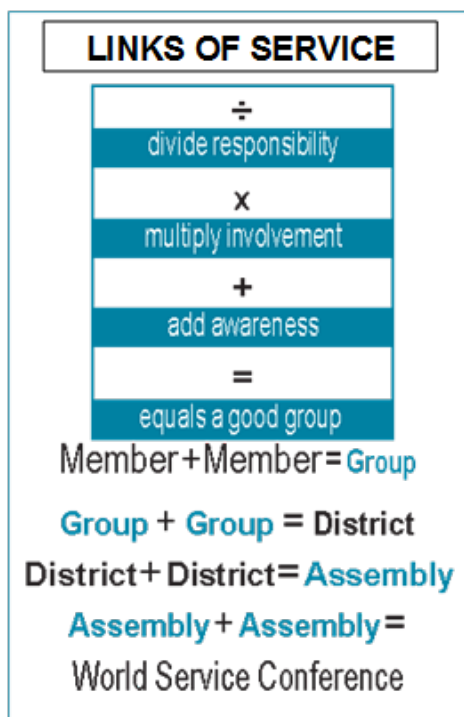 LINKS OF SERVICE
÷
divide responsibility
x
multiply involvement
+
add awareness
=
equals a good group
Member+Member=Group
Group + Group = District
District+ District= Assembly
Assembly + Assembly =
World Service Conference